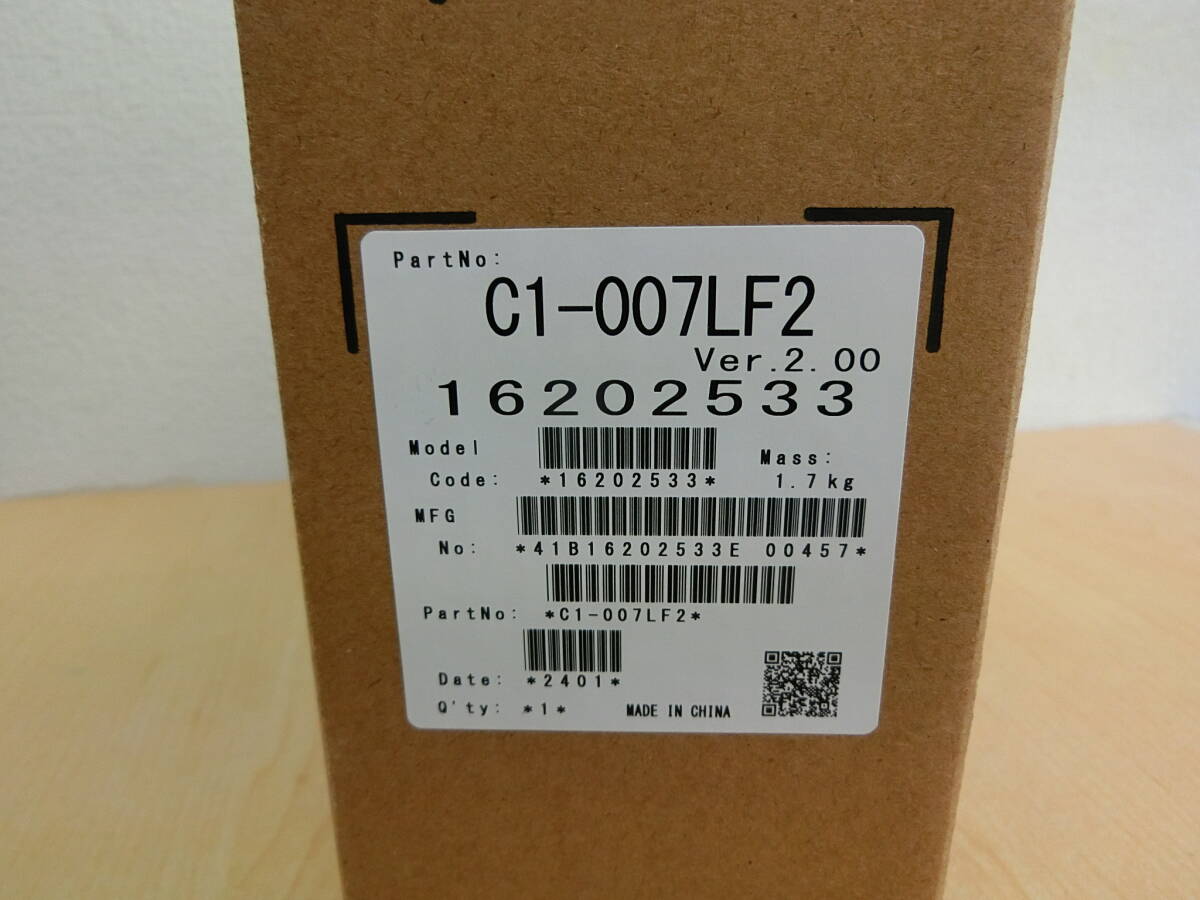 PartNo:
C1-007LF2
Ver.2.00
16202533
Model
Code: *16202533*
Mass:
1.7kg
MFG
No: *41B16202533E 00457*
PartNo: *C1-007LF2*
Date: *2401*
Q'ty: *1* MADE IN CHINA